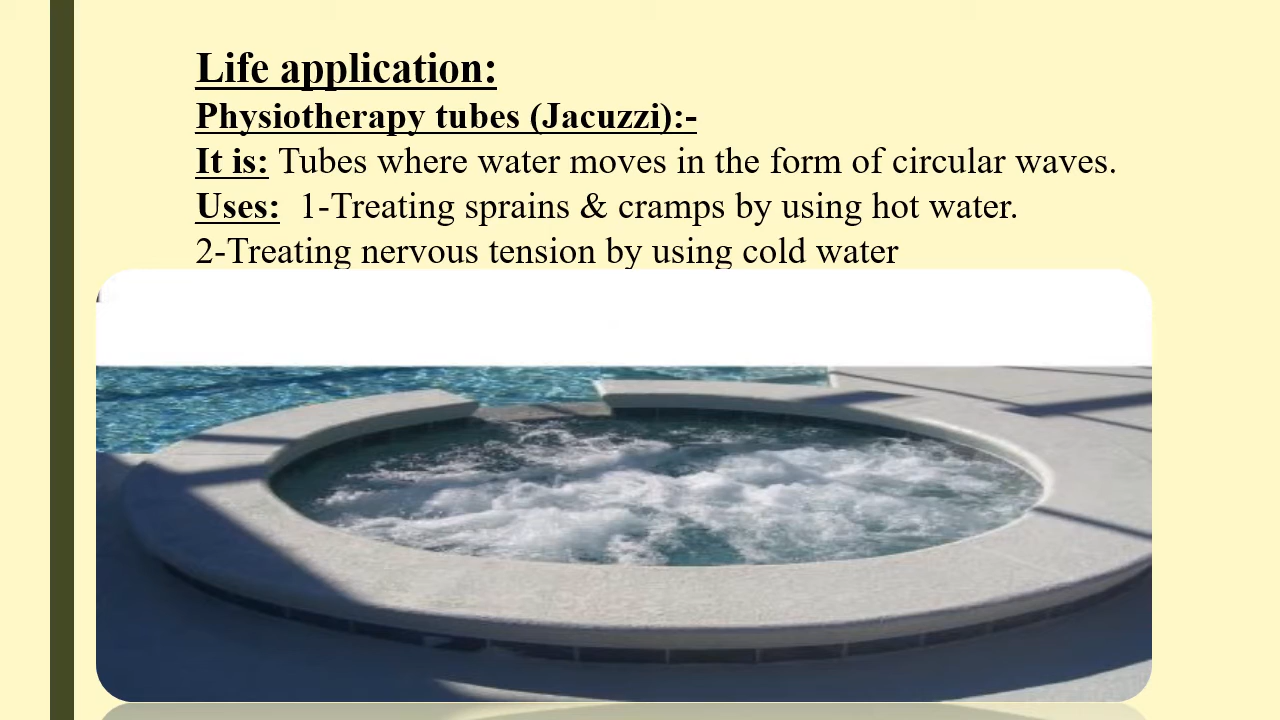 Life application:
Physiotherapy tubes (Jacuzzi):-
It is: Tubes where water moves in the form of circular waves.
Uses:  1-Treating sprains & cramps by using hot water.
2-Treating nervous tension by using cold water